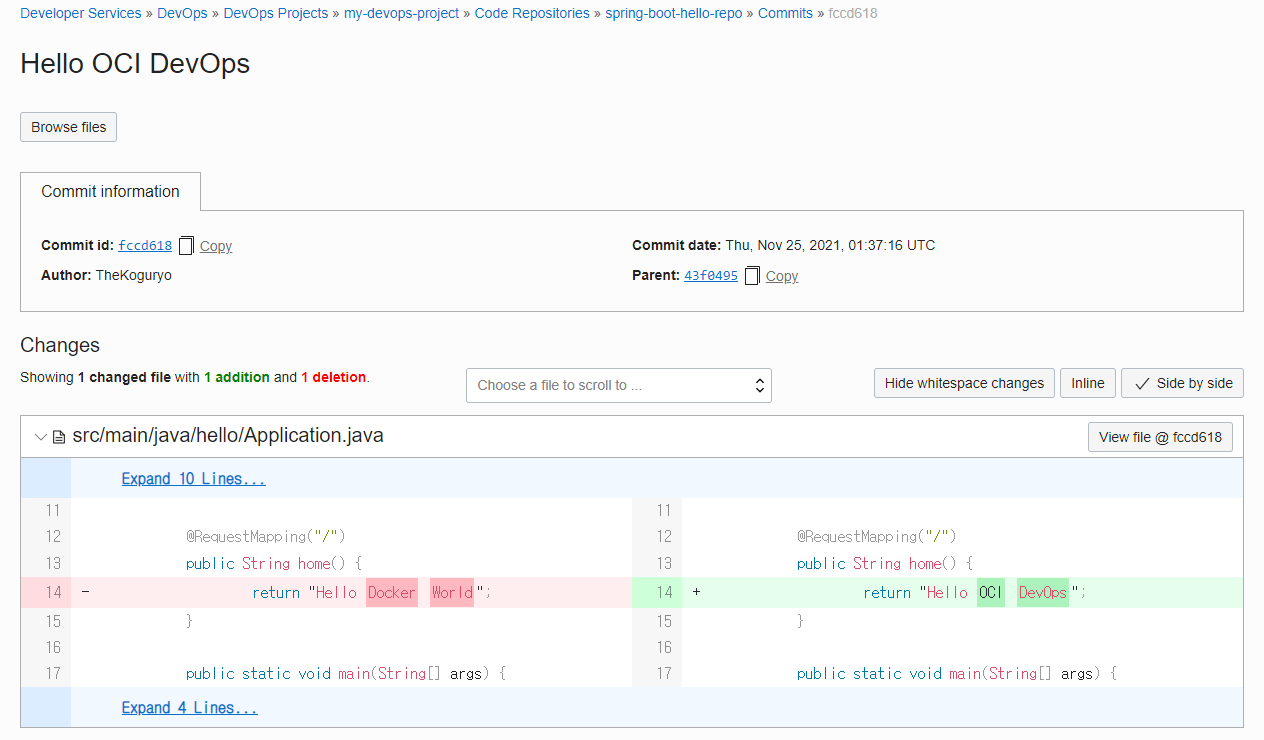 Developer Services » DevOps » DevOps Projects » my-devops-project » Code Repositories » spring-boot-hello-repo » Commits » fccd618
Hello OCI DevOps
Browse files
Commit information
Commit id: fccd618 Copy
Commit date: Thu, Nov 25, 2021, 01:37:16 UTC
Author: TheKoguryo
Parent: 43f0495 Copy
Changes
Showing 1 changed file with 1 addition and 1 deletion.
Choose a file to scroll to ...
Hide whitespace changes
Inline
Side by side
src/main/java/hello/Application.java
View file @ fccd618
Expand 10 Lines...
11 11
12 @RequestMapping("/") 12 @RequestMapping("/")
13 public String home() { 13 public String home() {
14 - return "Hello Docker World"; 14 + return "Hello OCI DevOps";
15 } 15 }
16 16
17 public static void main(String[] args) { 17 public static void main(String[] args) {
Expand 4 Lines...